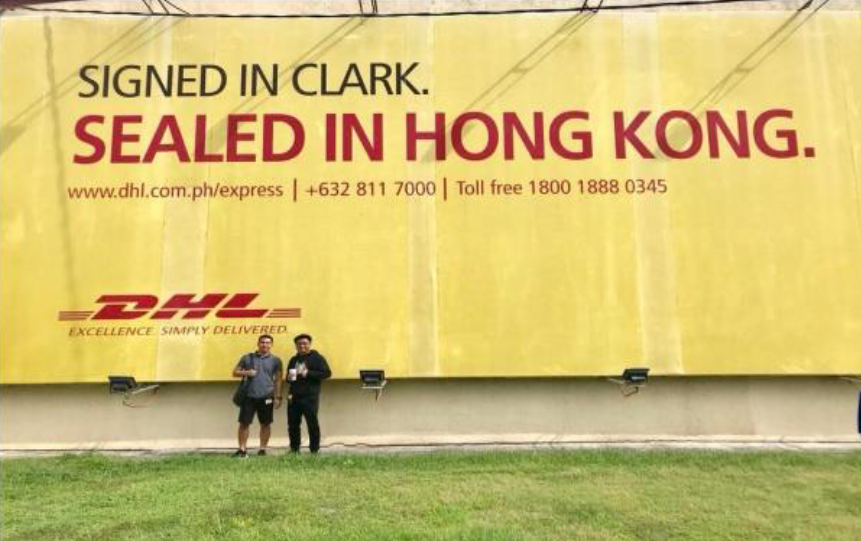 SIGNED IN CLARK.
SEALED IN HONG KONG.
www.dhl.com.ph/express | +632 811 7000 | Toll free 1800 1888 0345
DHL
EXCELLENCE. SIMPLY DELIVERED.